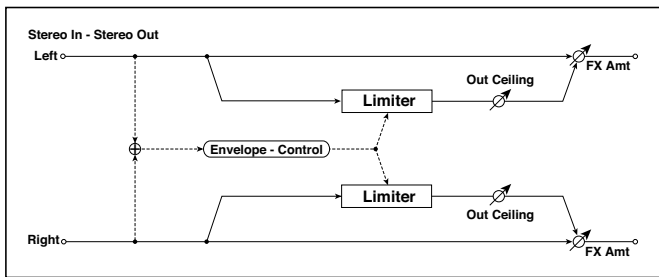 Stereo In - Stereo Out
Left
FX Amt
Out Ceiling
Limiter
Envelope - Control
Limiter
Out Ceiling
Right
FX Amt